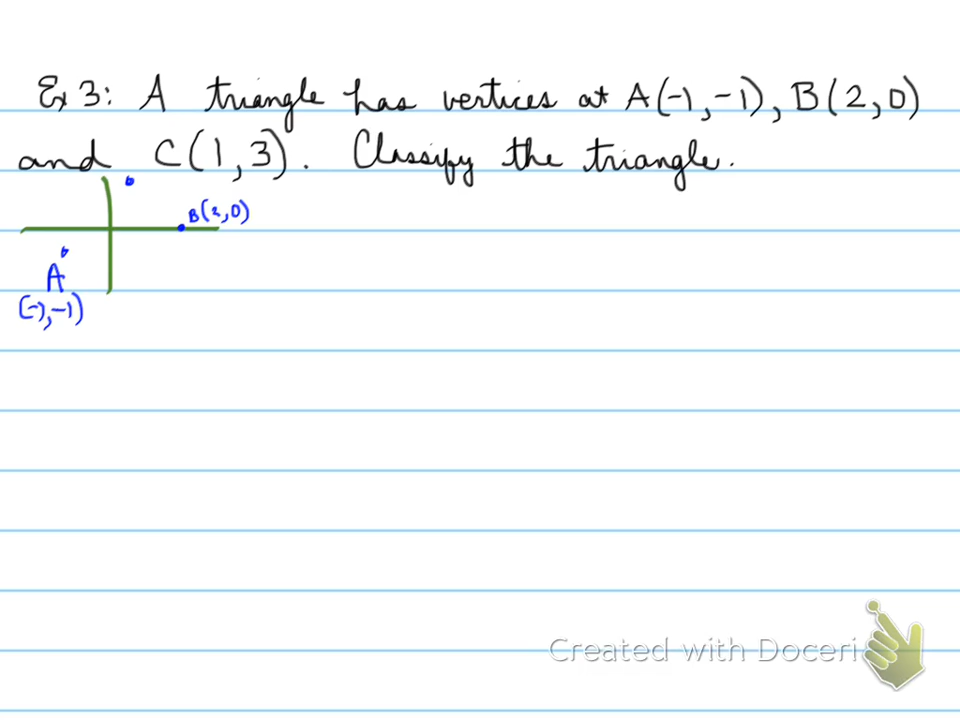 Ex 3: A triangle has vertices at A(-1,-1), B(2,0)
and C(1,3). Classify the triangle.
B(2,0)
A
(-1,-1)
Created with Doceri